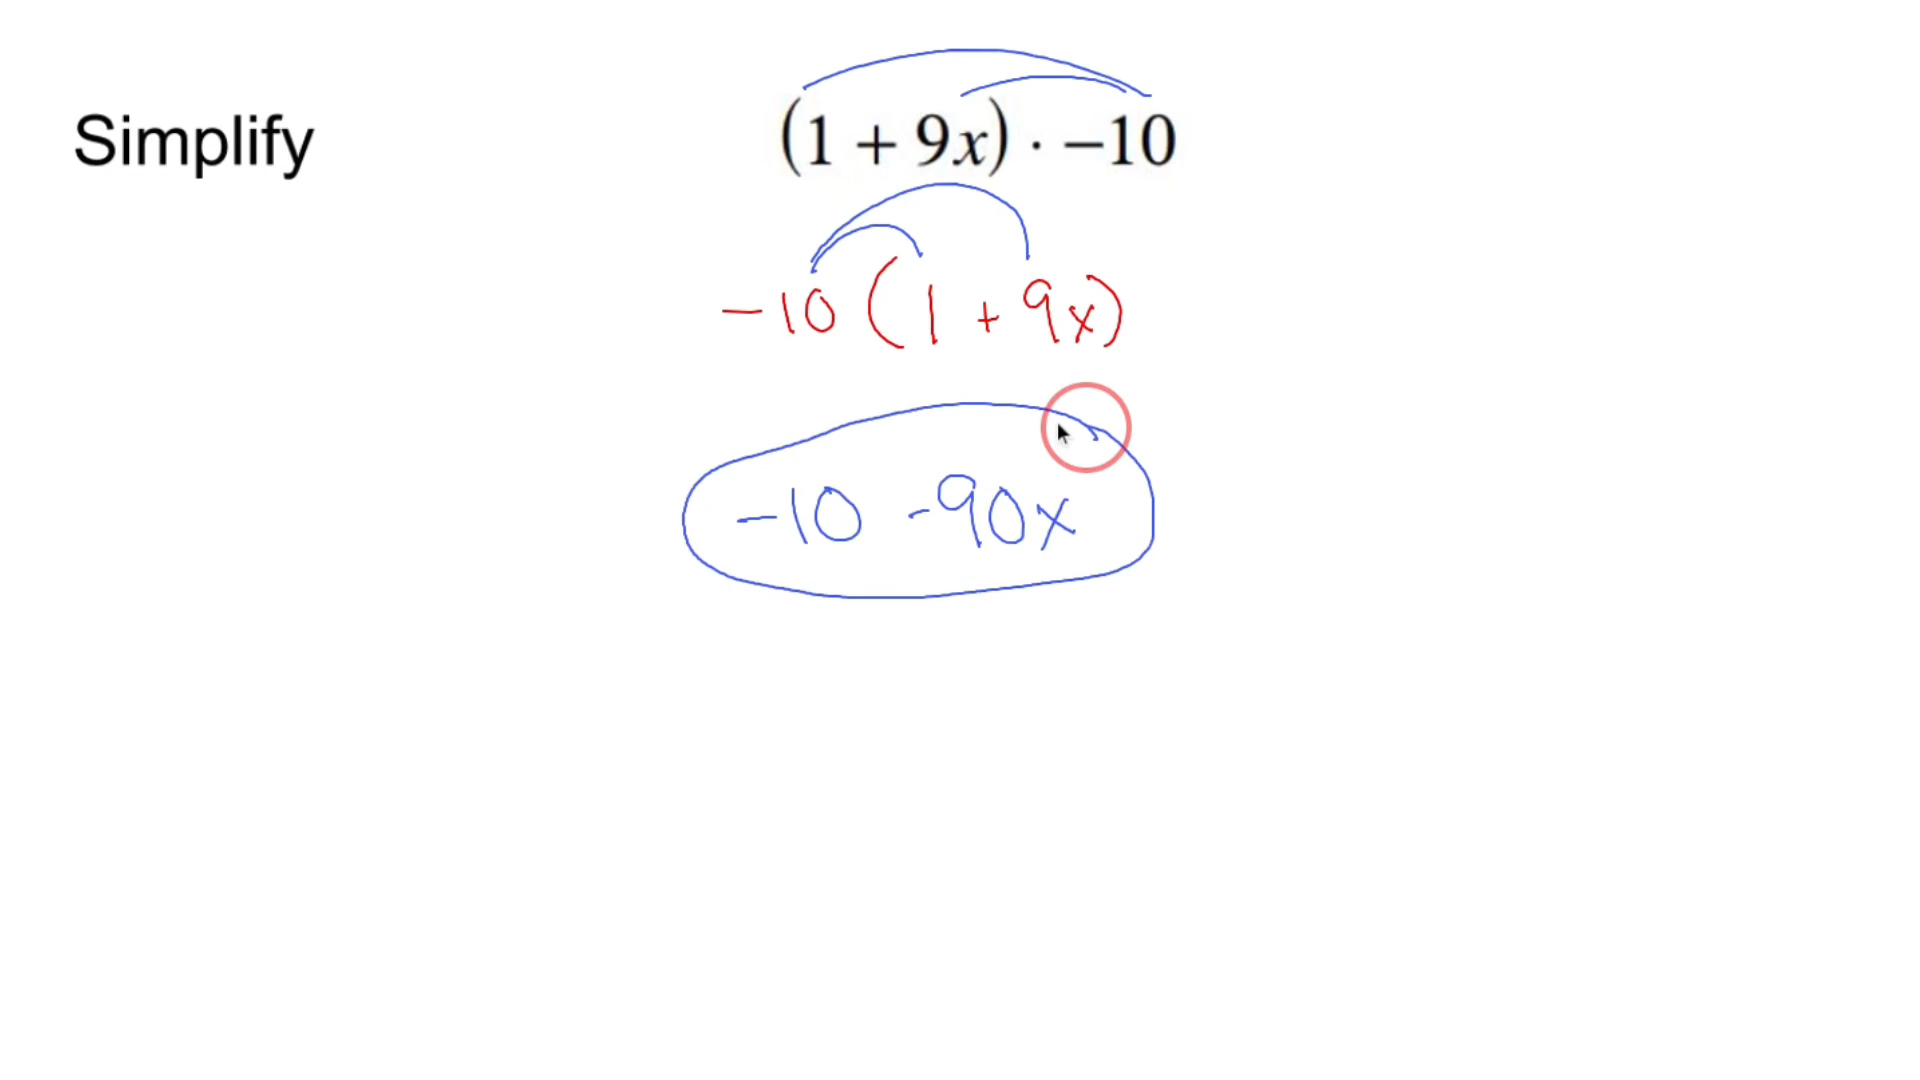 Simplify
(1 + 9x) · −10
-10 (1 + 9x)
-10 -90x